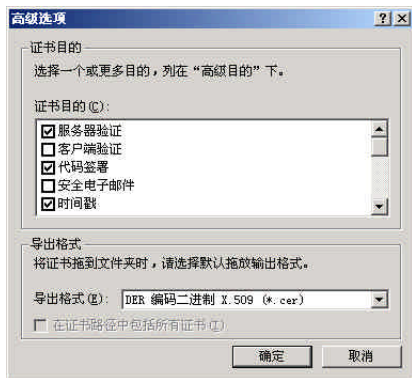 高级选项
证书目的
选择一个或更多目的，列在“高级目的”下。
证书目的(C):
服务器验证
客户端验证
代码签署
安全电子邮件
时间戳
导出格式
将证书拖到文件夹时，请选择默认拖放输出格式。
导出格式(E): DER 编码二进制 X.509 (*.cer)
在证书路径中包括所有证书(I)
确定 取消